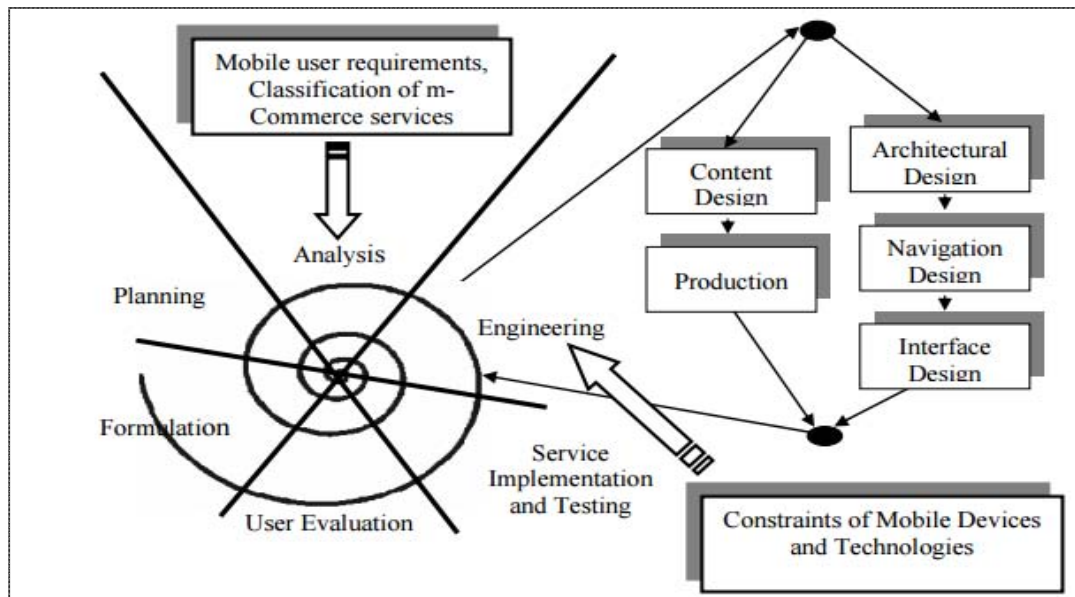 Mobile user requirements,
Classification of m-
Commerce services
Analysis
Planning
Formulation
User Evaluation
Service
Implementation
and Testing
Engineering
Content
Design
Production
Architectural
Design
Navigation
Design
Interface
Design
Constraints of Mobile Devices
and Technologies